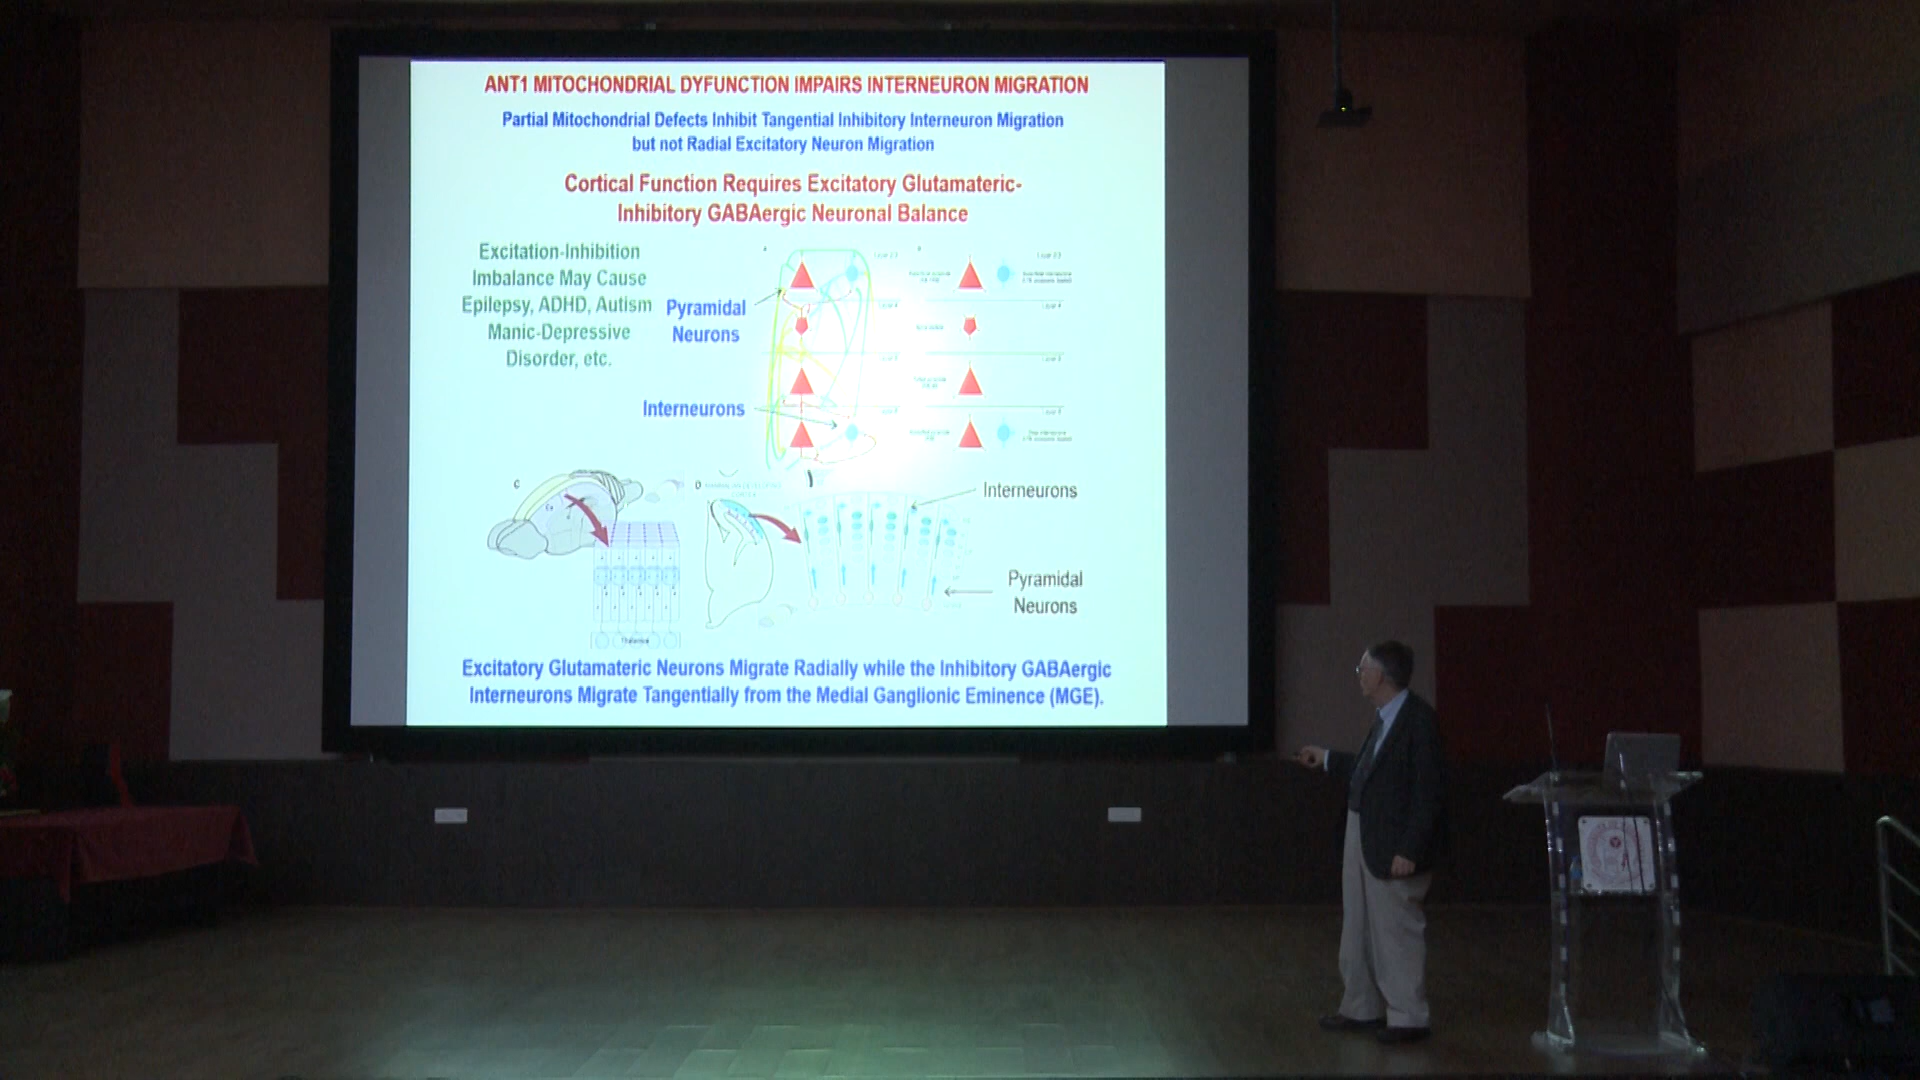 ANT1 MITOCHONDRIAL DYFUNCTION IMPAIRS INTERNEURON MIGRATION
Partial Mitochondrial Defects Inhibit Tangential Inhibitory Interneuron Migration
but not Radial Excitatory Neuron Migration
Cortical Function Requires Excitatory Glutamateric-
Inhibitory GABAergic Neuronal Balance
Excitation-Inhibition
Imbalance May Cause
Epilepsy, ADHD, Autism
Manic-Depressive
Disorder, etc.
Pyramidal
Neurons
Interneurons
C
D
Interneurons
Pyramidal
Neurons
Thalamus
Excitatory Glutamateric Neurons Migrate Radially while the Inhibitory GABAergic
Interneurons Migrate Tangentially from the Medial Ganglionic Eminence (MGE).